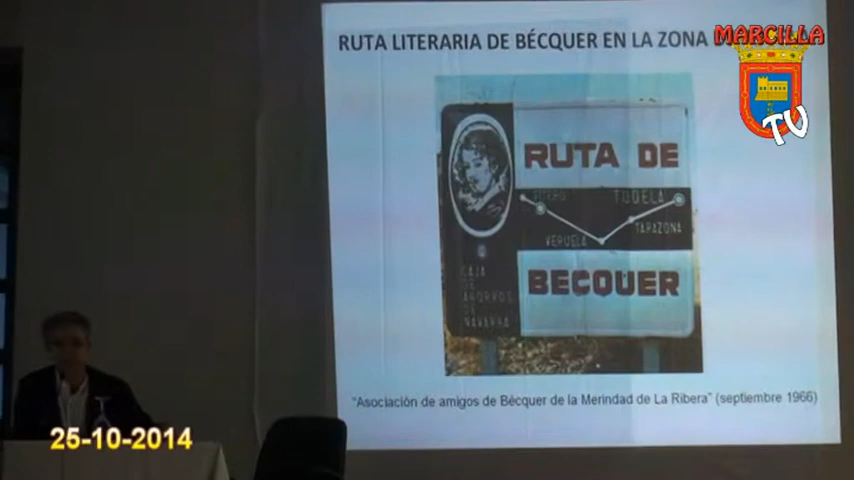 RUTA LITERARIA DE BÉCQUER EN LA ZONA
MARCILLA
TV
RUTA DE
FITERO
TUDELA
TARAZONA
VERUELA
BECQUER
CAJA
DE
AHORROS
DE
NAVARRA
"Asociación de amigos de Bécquer de la Merindad de La Ribera" (septiembre 1966)
25-10-2014